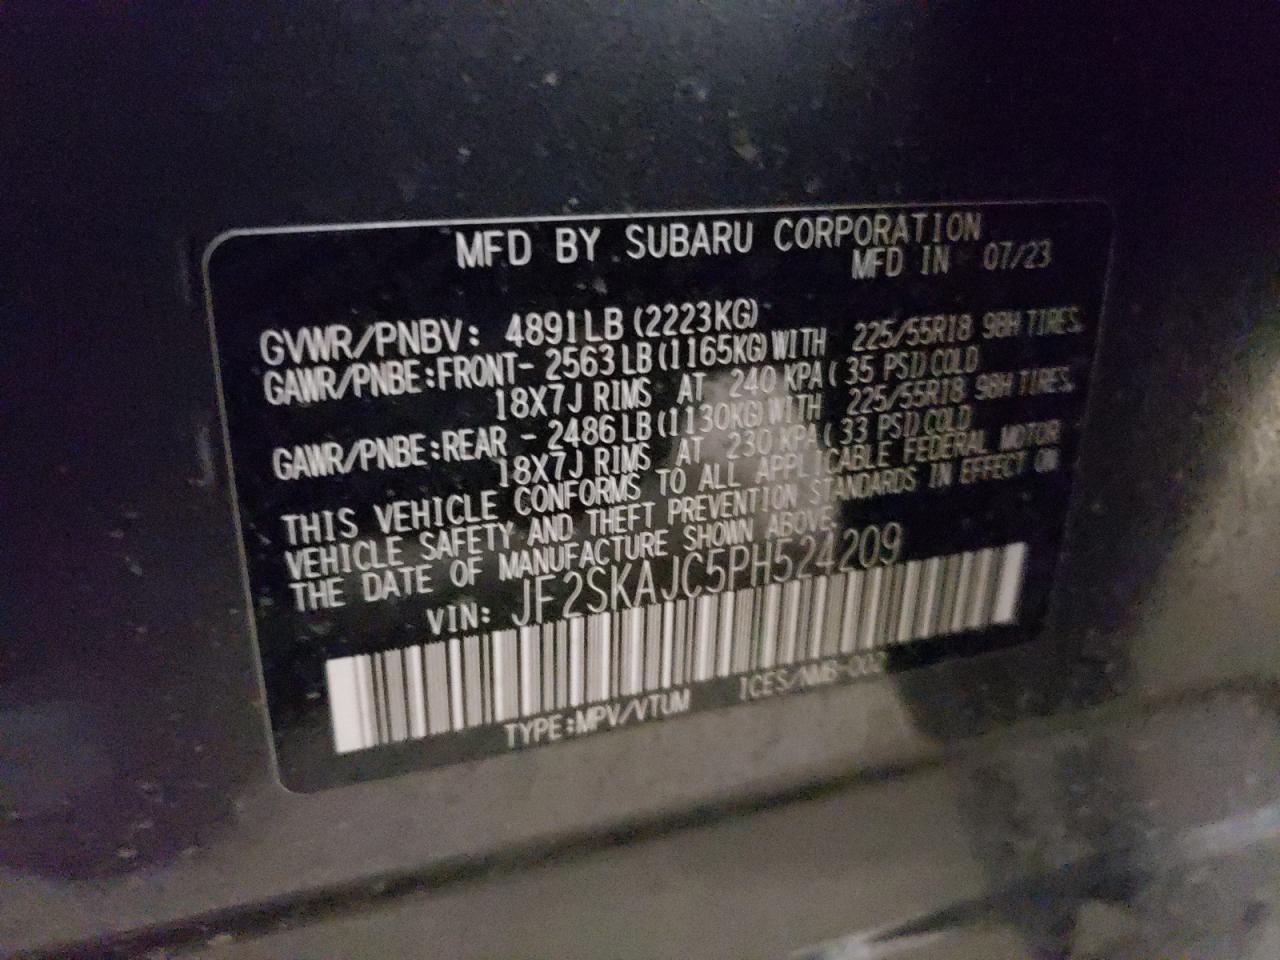 MFD BY SUBARU CORPORATION
MFD IN 07/23
GVWR/PNBV: 4891LB (2223KG)
GAWR/PNBE:FRONT- 2563LB(1165KG)WITH 225/55R18 98H TIRES.
18X7J RIMS AT 240 KPA( 35 PSI)COLD
GAWR/PNBE:REAR - 2486LB(1130KG)WITH 225/55R18 98H TIRES.
18X7J RIMS AT 230 KPA( 33 PSI)COLD
THIS VEHICLE CONFORMS TO ALL APPLICABLE FEDERAL MOTOR
VEHICLE SAFETY AND THEFT PREVENTION STANDARDS IN EFFECT ON
THE DATE OF MANUFACTURE SHOWN ABOVE.
VIN: JF2SKAJC5PH524209
TYPE:MPV/VTUM ICES/NMB-002